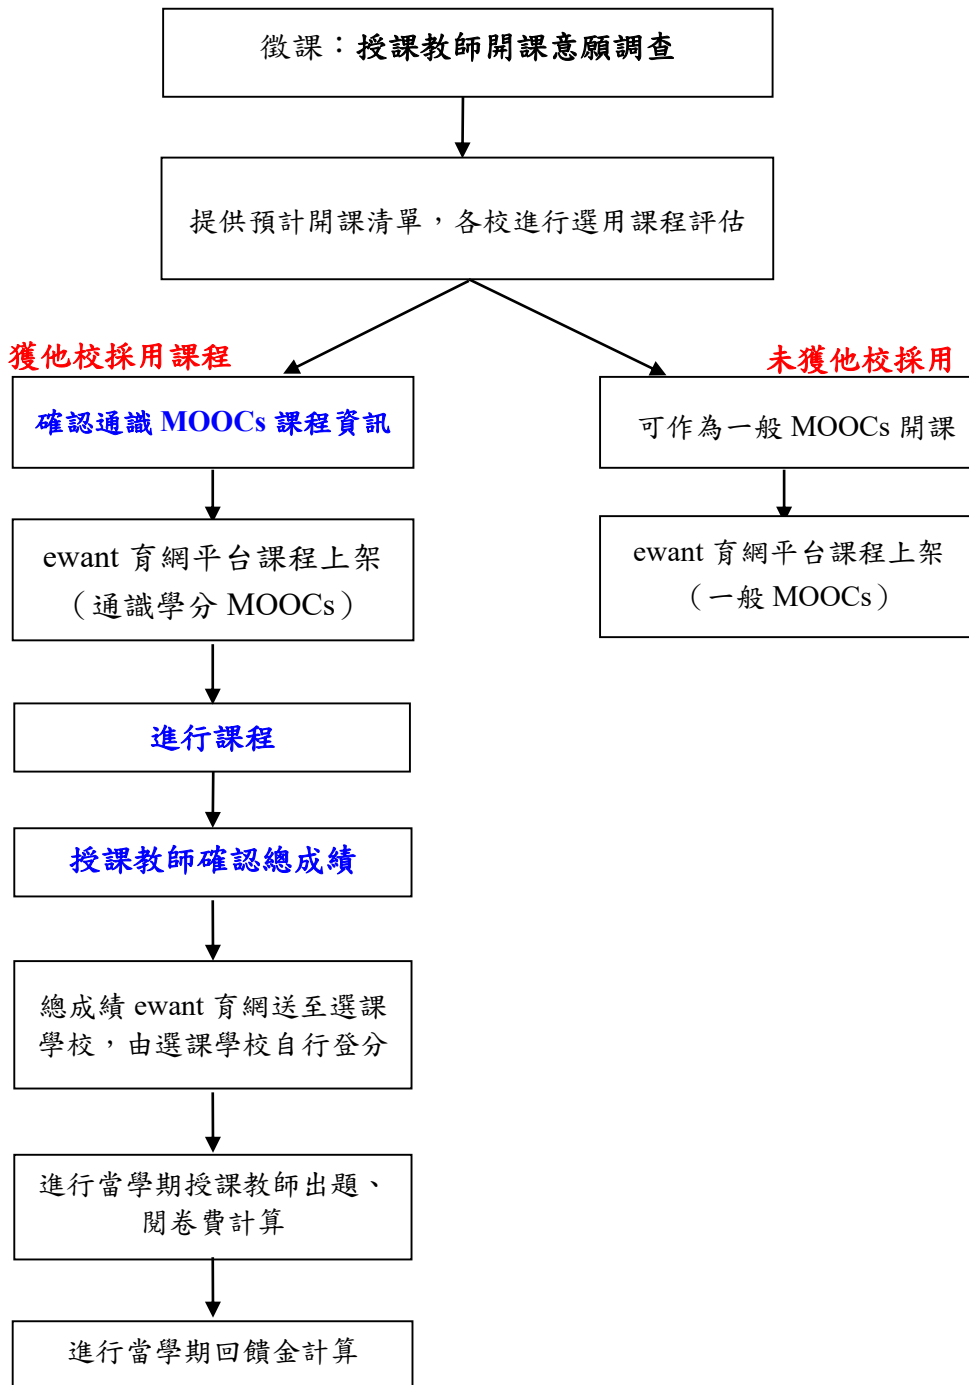 徵課：授課教師開課意願調查
提供預計開課清單，各校進行選用課程評估
獲他校採用課程
未獲他校採用
確認通識 MOOCs 課程資訊
可作為一般 MOOCs 開課
ewant 育網平台課程上架
（通識學分 MOOCs）
ewant 育網平台課程上架
（一般 MOOCs）
進行課程
授課教師確認總成績
總成績 ewant 育網送至選課
學校，由選課學校自行登分
進行當學期授課教師出題、
閱卷費計算
進行當學期回饋金計算